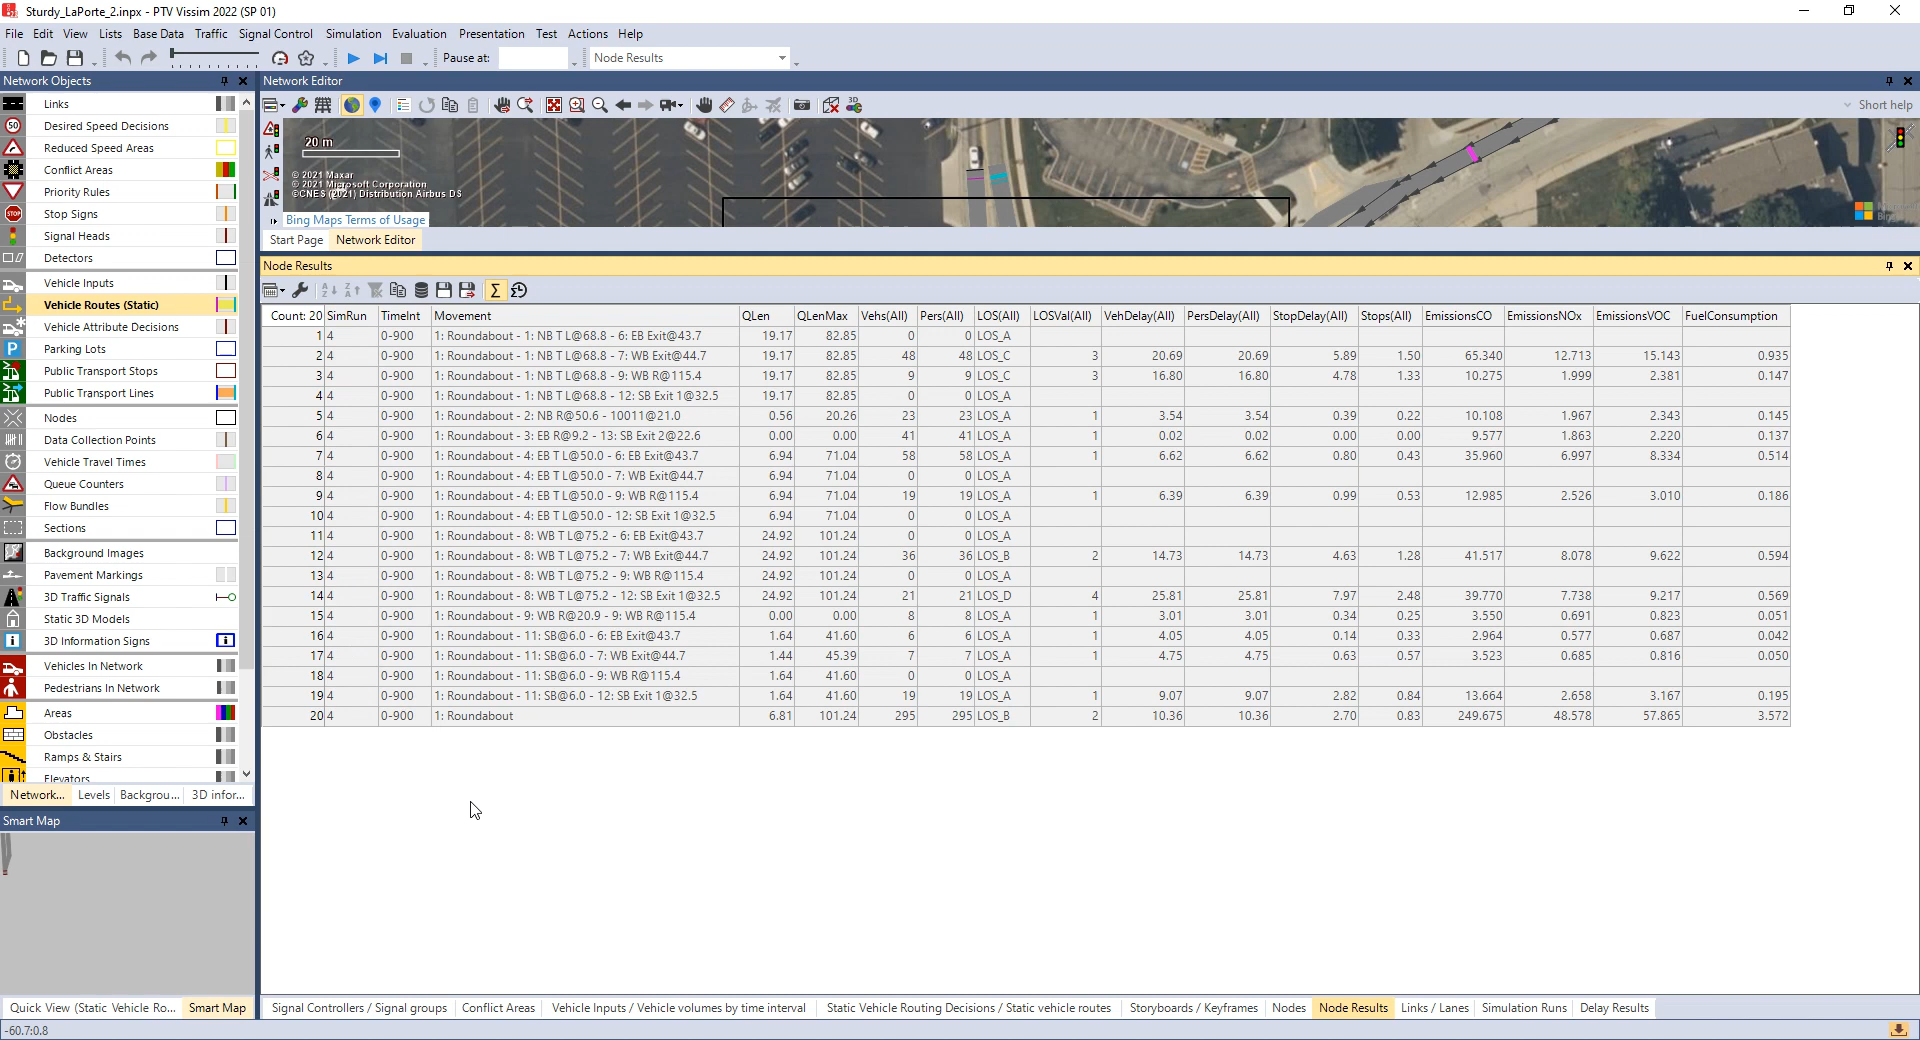 Sturdy_LaPorte_2.inpx - PTV Vissim 2022 (SP 01)
File Edit View Lists Base Data Traffic Signal Control Simulation Evaluation Presentation Test Actions Help
Pause at: Node Results
Network Objects
Links
50 Desired Speed Decisions
Reduced Speed Areas
Conflict Areas
Priority Rules
STOP Stop Signs
Signal Heads
Detectors
Vehicle Inputs
Vehicle Routes (Static)
Vehicle Attribute Decisions
P Parking Lots
Public Transport Stops
Public Transport Lines
Nodes
Data Collection Points
Vehicle Travel Times
Queue Counters
Flow Bundles
Sections
Background Images
Pavement Markings
3D Traffic Signals
Static 3D Models
3D Information Signs
Vehicles In Network
Pedestrians In Network
Areas
Obstacles
Ramps & Stairs
Elevators
Network... Levels Backgrou... 3D infor...
Smart Map
Quick View (Static Vehicle Ro... Smart Map
-60.7:0.8
Network Editor
3D
Short help
20 m
© 2021 Maxar
© 2021 Microsoft Corporation
©CNES (2021) Distribution Airbus DS
Bing Maps Terms of Usage
Start Page Network Editor
Node Results
Count: 20 SimRun TimeInt Movement QLen QLenMax Vehs(All) Pers(All) LOS(All) LOSVal(All) VehDelay(All) PersDelay(All) StopDelay(All) Stops(All) EmissionsCO EmissionsNOx EmissionsVOC FuelConsumption
1 4 0-900 1: Roundabout - 1: NB T L@68.8 - 6: EB Exit@43.7 19.17 82.85 0 0 LOS_A
2 4 0-900 1: Roundabout - 1: NB T L@68.8 - 7: WB Exit@44.7 19.17 82.85 48 48 LOS_C 3 20.69 20.69 5.89 1.50 65.340 12.713 15.143 0.935
3 4 0-900 1: Roundabout - 1: NB T L@68.8 - 9: WB R@115.4 19.17 82.85 9 9 LOS_C 3 16.80 16.80 4.78 1.33 10.275 1.999 2.381 0.147
4 4 0-900 1: Roundabout - 1: NB T L@68.8 - 12: SB Exit 1@32.5 19.17 82.85 0 0 LOS_A
5 4 0-900 1: Roundabout - 2: NB R@50.6 - 10011@21.0 0.56 20.26 23 23 LOS_A 1 3.54 3.54 0.39 0.22 10.108 1.967 2.343 0.145
6 4 0-900 1: Roundabout - 3: EB R@9.2 - 13: SB Exit 2@22.6 0.00 0.00 41 41 LOS_A 1 0.02 0.02 0.00 0.00 9.577 1.863 2.220 0.137
7 4 0-900 1: Roundabout - 4: EB T L@50.0 - 6: EB Exit@43.7 6.94 71.04 58 58 LOS_A 1 6.62 6.62 0.80 0.43 35.960 6.997 8.334 0.514
8 4 0-900 1: Roundabout - 4: EB T L@50.0 - 7: WB Exit@44.7 6.94 71.04 0 0 LOS_A
9 4 0-900 1: Roundabout - 4: EB T L@50.0 - 9: WB R@115.4 6.94 71.04 19 19 LOS_A 1 6.39 6.39 0.99 0.53 12.985 2.526 3.010 0.186
10 4 0-900 1: Roundabout - 4: EB T L@50.0 - 12: SB Exit 1@32.5 6.94 71.04 0 0 LOS_A
11 4 0-900 1: Roundabout - 8: WB T L@75.2 - 6: EB Exit@43.7 24.92 101.24 0 0 LOS_A
12 4 0-900 1: Roundabout - 8: WB T L@75.2 - 7: WB Exit@44.7 24.92 101.24 36 36 LOS_B 2 14.73 14.73 4.63 1.28 41.517 8.078 9.622 0.594
13 4 0-900 1: Roundabout - 8: WB T L@75.2 - 9: WB R@115.4 24.92 101.24 0 0 LOS_A
14 4 0-900 1: Roundabout - 8: WB T L@75.2 - 12: SB Exit 1@32.5 24.92 101.24 21 21 LOS_D 4 25.81 25.81 7.97 2.48 39.770 7.738 9.217 0.569
15 4 0-900 1: Roundabout - 9: WB R@20.9 - 9: WB R@115.4 0.00 0.00 8 8 LOS_A 1 3.01 3.01 0.34 0.25 3.550 0.691 0.823 0.051
16 4 0-900 1: Roundabout - 11: SB@6.0 - 6: EB Exit@43.7 1.64 41.60 6 6 LOS_A 1 4.05 4.05 0.14 0.33 2.964 0.577 0.687 0.042
17 4 0-900 1: Roundabout - 11: SB@6.0 - 7: WB Exit@44.7 1.44 45.39 7 7 LOS_A 1 4.75 4.75 0.63 0.57 3.523 0.685 0.816 0.050
18 4 0-900 1: Roundabout - 11: SB@6.0 - 9: WB R@115.4 1.64 41.60 0 0 LOS_A
19 4 0-900 1: Roundabout - 11: SB@6.0 - 12: SB Exit 1@32.5 1.64 41.60 19 19 LOS_A 1 9.07 9.07 2.82 0.84 13.664 2.658 3.167 0.195
20 4 0-900 1: Roundabout 6.81 101.24 295 295 LOS_B 2 10.36 10.36 2.70 0.83 249.675 48.578 57.865 3.572
Signal Controllers / Signal groups Conflict Areas Vehicle Inputs / Vehicle volumes by time interval Static Vehicle Routing Decisions / Static vehicle routes Storyboards / Keyframes Nodes Node Results Links / Lanes Simulation Runs Delay Results